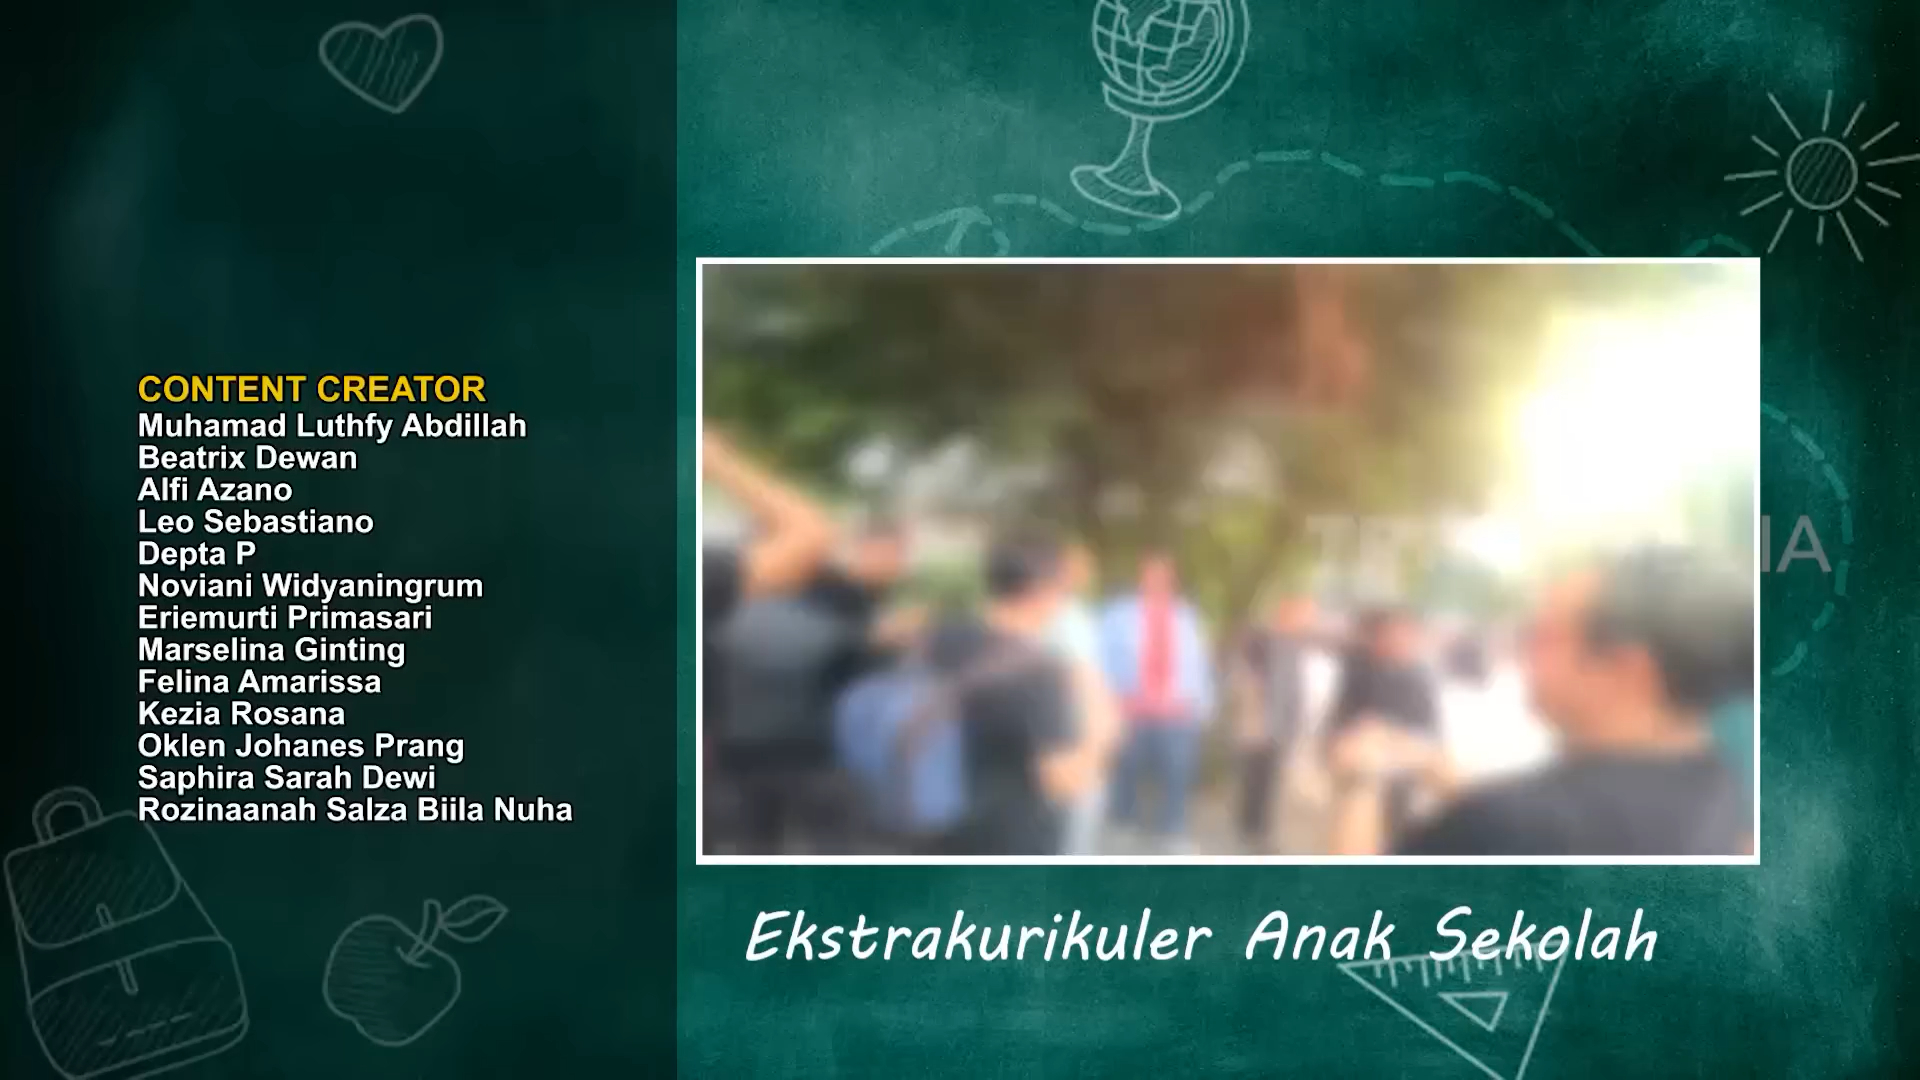 CONTENT CREATOR
Muhamad Luthfy Abdillah
Beatrix Dewan
Alfi Azano
Leo Sebastiano
Depta P
Noviani Widyaningrum
Eriemurti Primasari
Marselina Ginting
Felina Amarissa
Kezia Rosana
Oklen Johanes Prang
Saphira Sarah Dewi
Rozinaanah Salza Biila Nuha
Ekstrakurikuler Anak Sekolah